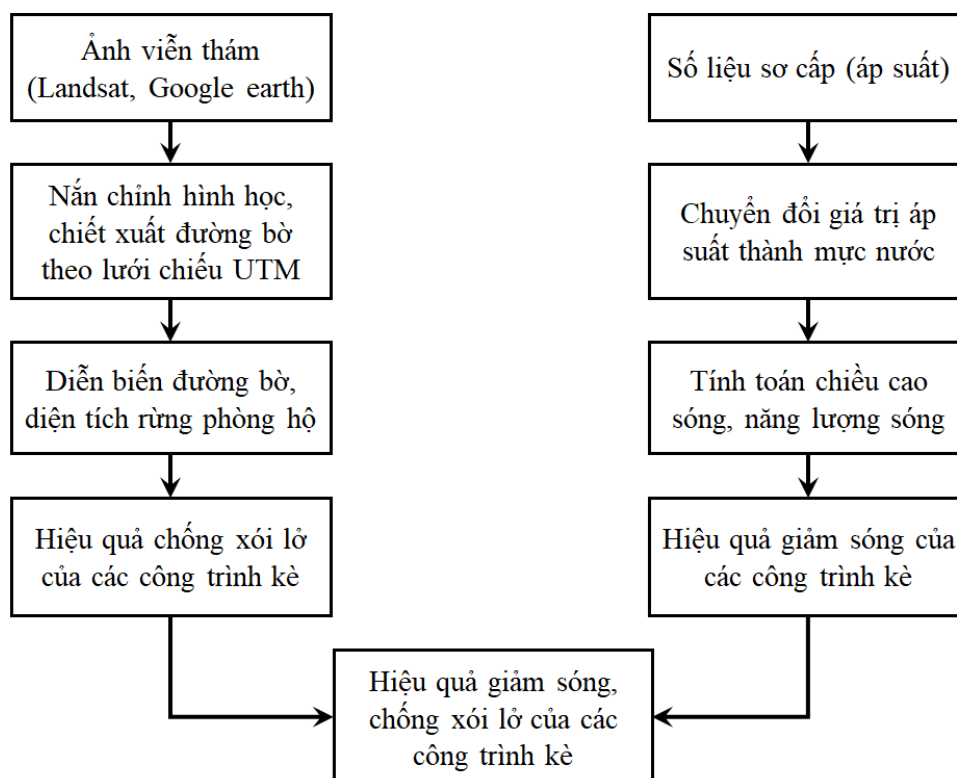 Ảnh viễn thám
(Landsat, Google earth)
Nắn chỉnh hình học,
chiết xuất đường bờ
theo lưới chiếu UTM
Diễn biến đường bờ,
diện tích rừng phòng hộ
Hiệu quả chống xói lở
của các công trình kè
Số liệu sơ cấp (áp suất)
Chuyển đổi giá trị áp
suất thành mực nước
Tính toán chiều cao
sóng, năng lượng sóng
Hiệu quả giảm sóng của
các công trình kè
Hiệu quả giảm sóng,
chống xói lở của các
công trình kè